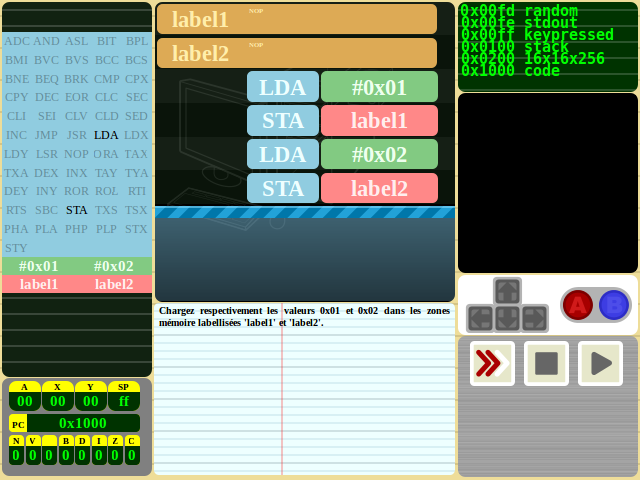 ADC AND ASL BIT BPL
BMI BVC BVS BCC BCS
BNE BEQ BRK CMP CPX
CPY DEC EOR CLC SEC
CLI SEI CLV CLD SED
INC JMP JSR LDA LDX
LDY LSR NOP ORA TAX
TXA DEX INX TAY TYA
DEY INY ROR ROL RTI
RTS SBC STA TXS TSX
PHA PLA PHP PLP STX
STY
#0x01 #0x02
label1 label2
A X Y SP
00 00 00 ff
PC 0x1000
N V B D I Z C
0 0 0 0 0 0 0 0
label1 NOP
label2 NOP
LDA #0x01
STA label1
LDA #0x02
STA label2
Chargez respectivement les valeurs 0x01 et 0x02 dans les zones
mémoire labellisées 'label1' et 'label2'.
0x00fd random
0x00fe stdout
0x00ff keypressed
0x0100 stack
0x0200 16x16x256
0x1000 code
A B